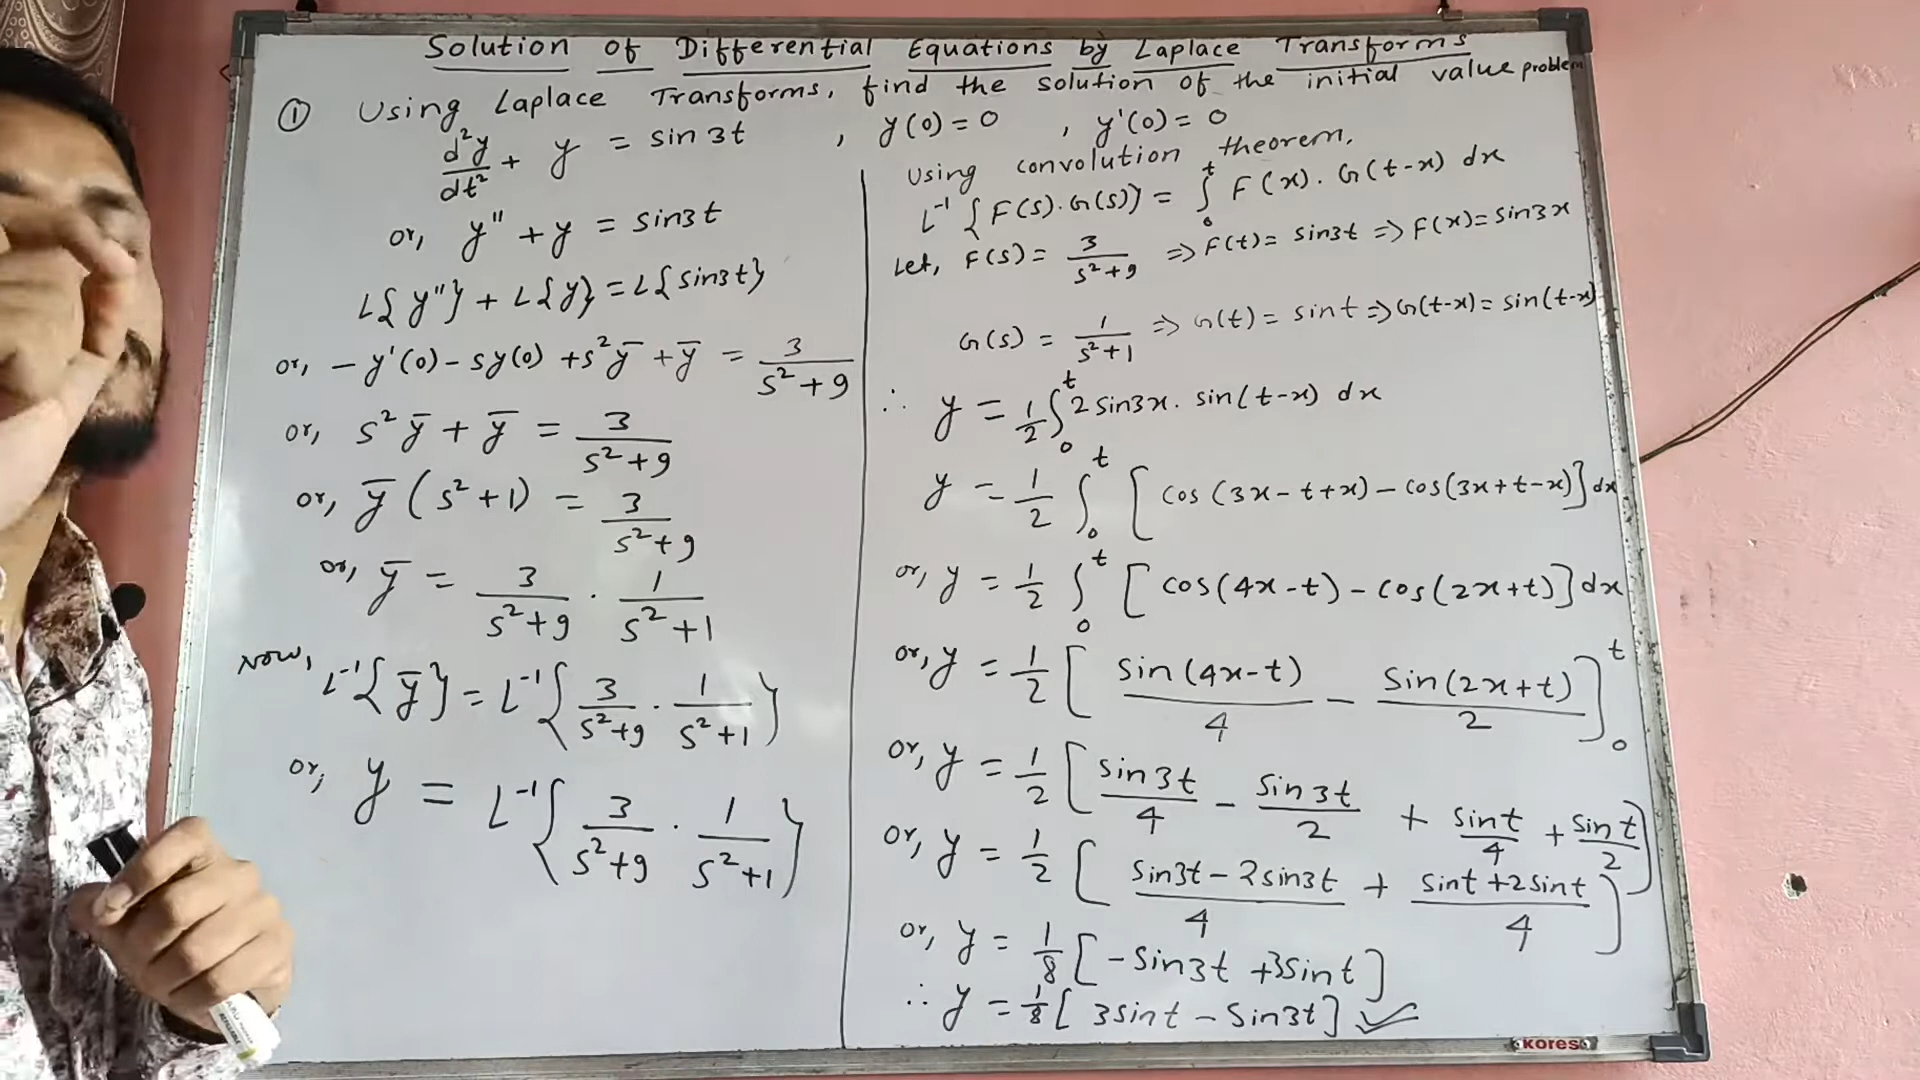 Solution of Differential Equations by Laplace Transforms
① Using Laplace Transforms, find the solution of the initial value problem
d²y/dt² + y = sin 3t , y(0) = 0 , y'(0) = 0
or, y'' + y = sin3t
L{y''} + L{y} = L{sin3t}
or, - y'(0) - sy(0) + s²ȳ + ȳ = 3/(s²+9)
or, s²ȳ + ȳ = 3/(s²+9)
or, ȳ (s²+1) = 3/(s²+9)
or, ȳ = 3/(s²+9) · 1/(s²+1)
Now, L⁻¹{ȳ} = L⁻¹{3/(s²+9) · 1/(s²+1)}
or, y = L⁻¹{3/(s²+9) · 1/(s²+1)}
Using convolution theorem,
L⁻¹{F(s)·G(s)} = ∫₀ᵗ F(x)· G(t-x) dx
Let, F(s) = 3/(s²+9) ⇒ F(t) = sin3t ⇒ F(x) = sin3x
G(s) = 1/(s²+1) ⇒ G(t) = sint ⇒ G(t-x) = sin(t-x)
∴ y = 1/2 ∫₀ᵗ 2 sin3x. sin(t-x) dx
y = 1/2 ∫₀ᵗ [cos (3x-t+x) - cos(3x+t-x)] dx
or, y = 1/2 ∫₀ᵗ [cos(4x-t) - cos(2x+t)] dx
or, y = 1/2 [sin(4x-t)/4 - sin(2x+t)/2]₀ᵗ
or, y = 1/2 [sin3t/4 - sin3t/2 + sint/4 + sint/2]
or, y = 1/2 [(sin3t - 2sin3t)/4 + (sint + 2sint)/4]
or, y = 1/8 [-sin3t + 3sint]
∴ y = 1/8 [3sint - sin3t]
kores